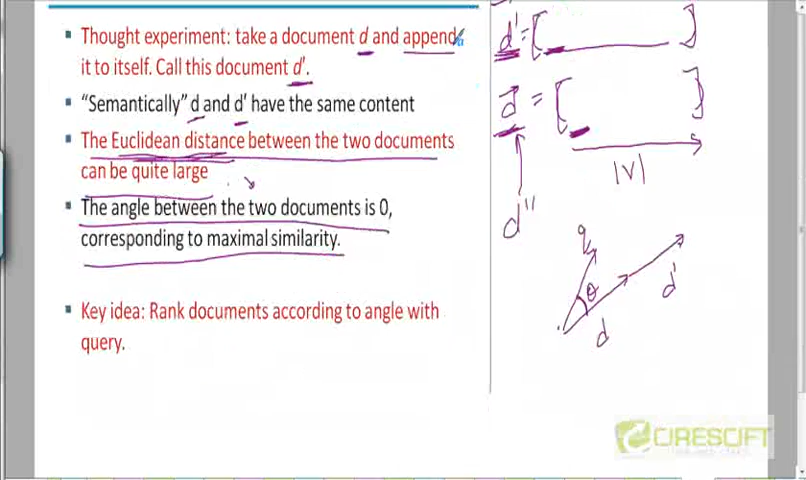 Thought experiment: take a document d and append
it to itself. Call this document d'.
"Semantically" d and d' have the same content
The Euclidean distance between the two documents
can be quite large
The angle between the two documents is 0,
corresponding to maximal similarity.
Key idea: Rank documents according to angle with
query.
d' = [ ]
d = [ ]
|V|
d''
q
θ
d'
d